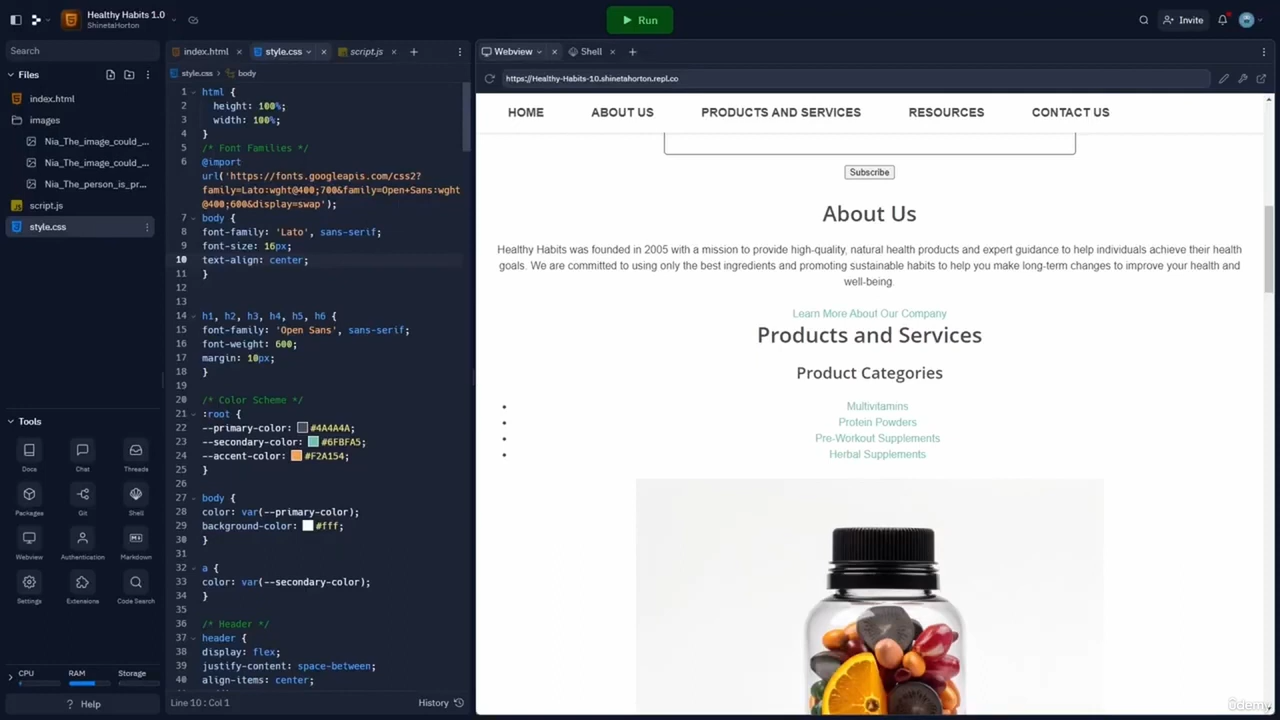 Healthy Habits 1.0
ShinetaHorton
Run
Invite
Search
Files
index.html
images
Nia_The_image_could_...
Nia_The_image_could_...
Nia_The_person_is_pr...
script.js
style.css
Tools
Docs
Chat
Threads
Packages
Git
Shell
Webview
Authentication
Markdown
Settings
Extensions
Code Search
CPU
RAM
Storage
? Help
index.html
style.css
script.js
style.css > body
1 html {
2 height: 100%;
3 width: 100%;
4 }
5 /* Font Families */
6 @import
url('https://fonts.googleapis.com/css2?
family=Lato:wght@400;700&family=Open+Sans:wght
@400;600&display=swap');
7 body {
8 font-family: 'Lato', sans-serif;
9 font-size: 16px;
10 text-align: center;
11 }
12
13
14 h1, h2, h3, h4, h5, h6 {
15 font-family: 'Open Sans', sans-serif;
16 font-weight: 600;
17 margin: 10px;
18 }
19
20 /* Color Scheme */
21 :root {
22 --primary-color: #4A4A4A;
23 --secondary-color: #6FBFA5;
24 --accent-color: #F2A154;
25 }
26
27 body {
28 color: var(--primary-color);
29 background-color: #fff;
30 }
31
32 a {
33 color: var(--secondary-color);
34 }
35
36 /* Header */
37 header {
38 display: flex;
39 justify-content: space-between;
40 align-items: center;
Line 10 : Col 1
History
Webview
Shell
https://Healthy-Habits-10.shinetahorton.repl.co
HOME
ABOUT US
PRODUCTS AND SERVICES
RESOURCES
CONTACT US
Subscribe
About Us
Healthy Habits was founded in 2005 with a mission to provide high-quality, natural health products and expert guidance to help individuals achieve their health
goals. We are committed to using only the best ingredients and promoting sustainable habits to help you make long-term changes to improve your health and
well-being.
Learn More About Our Company
Products and Services
Product Categories
Multivitamins
Protein Powders
Pre-Workout Supplements
Herbal Supplements
ûdemy